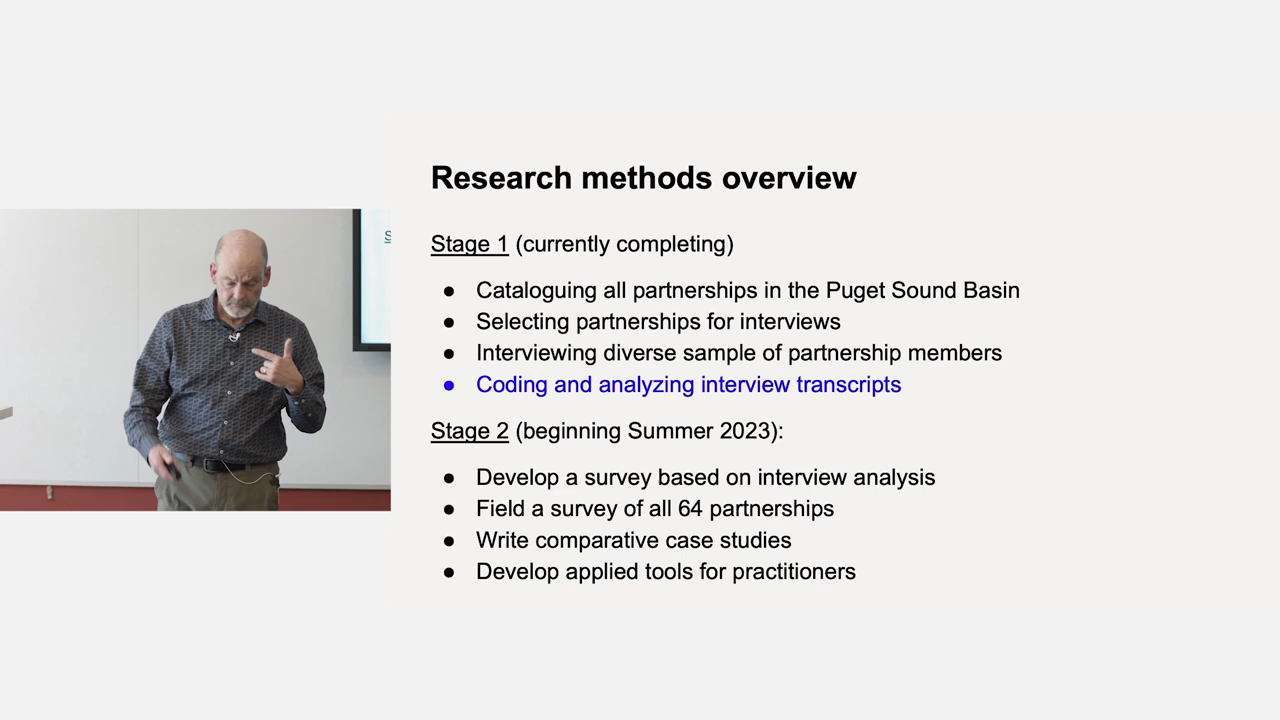 Research methods overview
Stage 1 (currently completing)
● Cataloguing all partnerships in the Puget Sound Basin
● Selecting partnerships for interviews
● Interviewing diverse sample of partnership members
● Coding and analyzing interview transcripts
Stage 2 (beginning Summer 2023):
● Develop a survey based on interview analysis
● Field a survey of all 64 partnerships
● Write comparative case studies
● Develop applied tools for practitioners